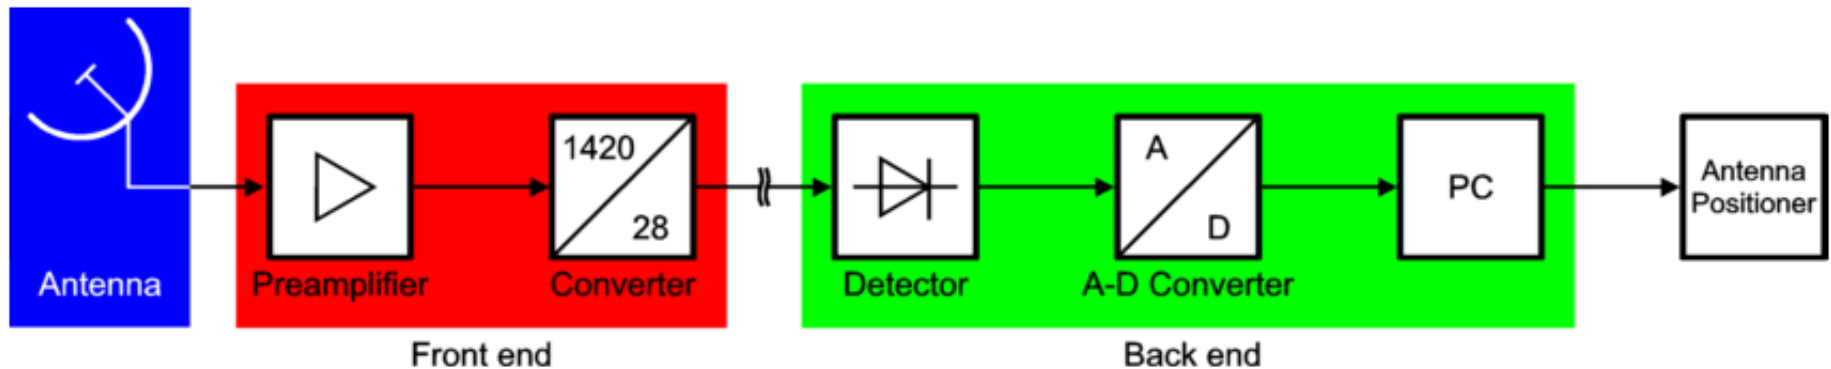 Antenna
1420
28
Preamplifier
Converter
Front end
A
D
Detector
A-D Converter
PC
Back end
Antenna
Positioner